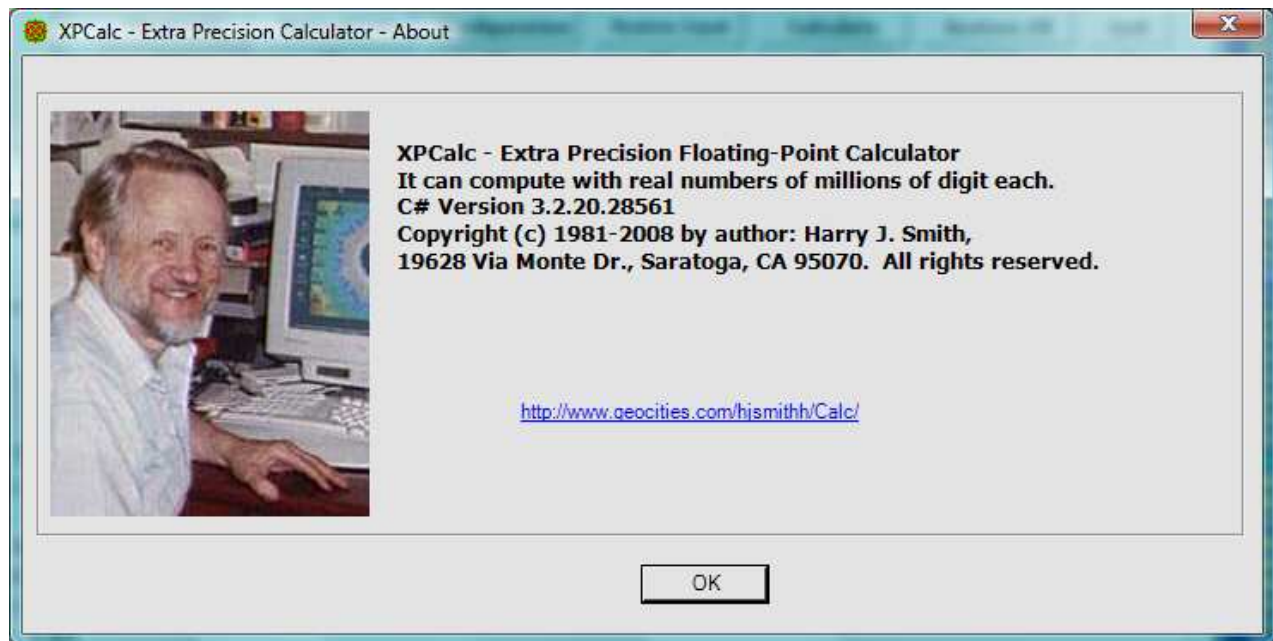 XPCalc - Extra Precision Calculator - About
XPCalc - Extra Precision Floating-Point Calculator
It can compute with real numbers of millions of digit each.
C# Version 3.2.20.28561
Copyright (c) 1981-2008 by author: Harry J. Smith,
19628 Via Monte Dr., Saratoga, CA 95070.  All rights reserved.
http://www.geocities.com/hjsmithh/Calc/
OK